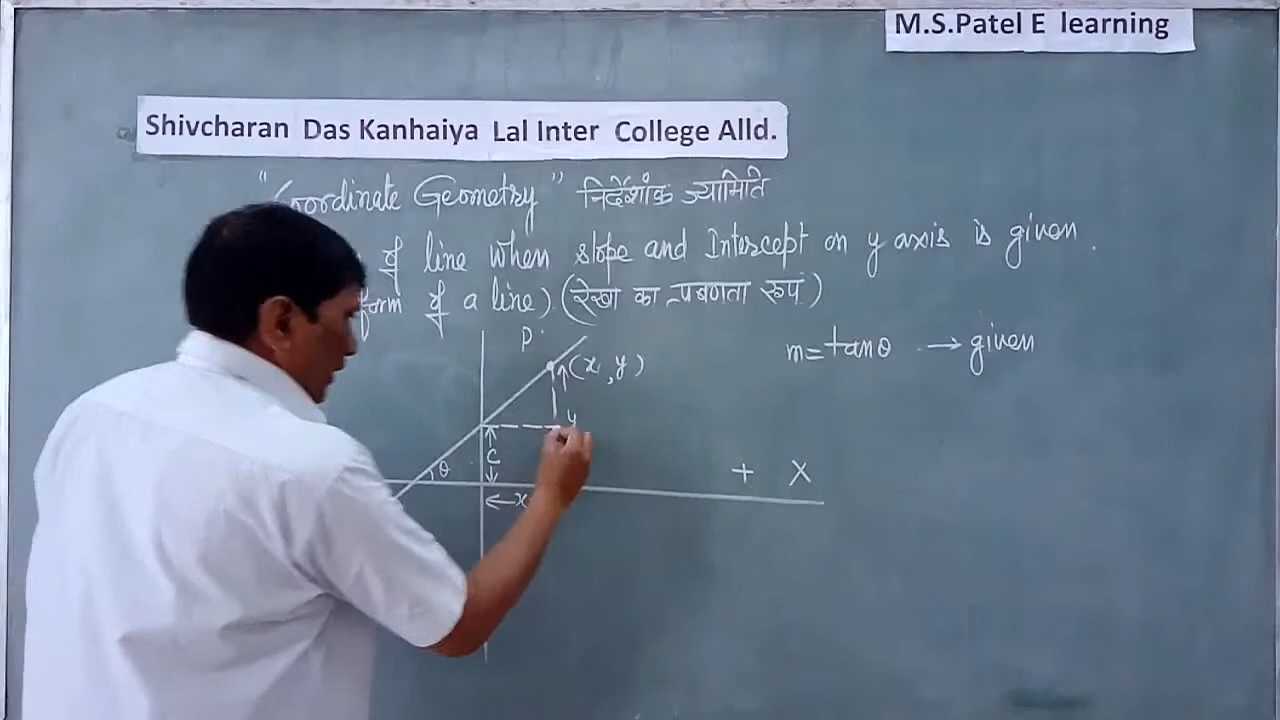 M.S.Patel E learning
Shivcharan Das Kanhaiya Lal Inter College Alld.
"Coordinate Geometry" निर्देशांक ज्यामिति
of line when slope and Intercept on y axis is given.
form of a line) (रेखा का प्रवणता रूप)
P
(x, y)
m = tanθ → given
y
c
θ
+ X
←x